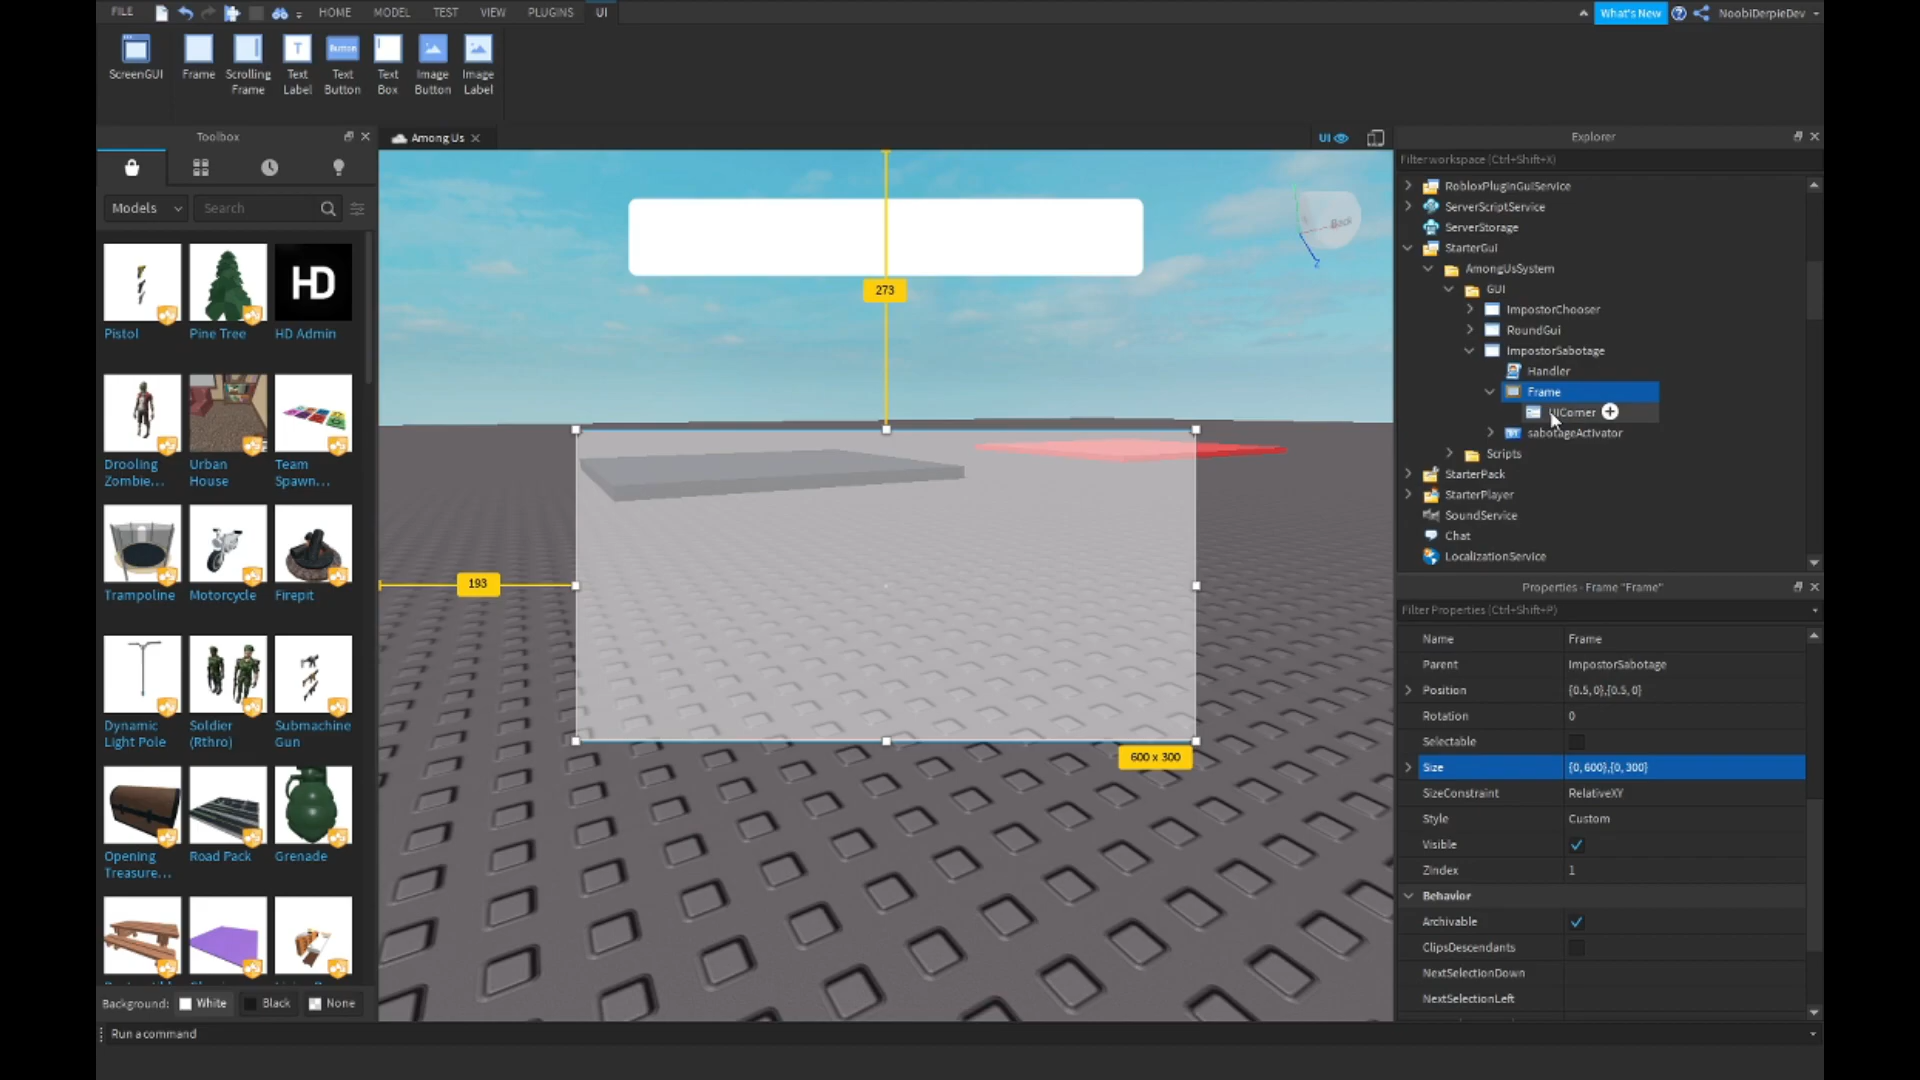 FILE
HOME
MODEL
TEST
VIEW
PLUGINS
UI
What's New
NoobiDerpieDev
ScreenGUI
Frame
Scrolling
Frame
Text
Label
Button
Text
Button
Text
Box
Image
Button
Image
Label
Toolbox
Among Us
UI
Explorer
Models
Search
Filter workspace (Ctrl+Shift+X)
RobloxPluginGuiService
ServerScriptService
ServerStorage
StarterGui
AmongUsSystem
GUI
ImpostorChooser
RoundGui
ImpostorSabotage
Handler
Frame
UICorner
sabotageActivator
Scripts
StarterPack
StarterPlayer
SoundService
Chat
LocalizationService
HD
Pistol
Pine Tree
HD Admin
Drooling
Zombie...
Urban
House
Team
Spawn...
Trampoline
Motorcycle
Firepit
Dynamic
Light Pole
Soldier
(Rthro)
Submachine
Gun
Opening
Treasure...
Road Pack
Grenade
Back
Z
273
193
600 x 300
Properties - Frame "Frame"
Filter Properties (Ctrl+Shift+P)
Name Frame
Parent ImpostorSabotage
Position {0.5, 0},{0.5, 0}
Rotation 0
Selectable
Size {0, 600},{0, 300}
SizeConstraint RelativeXY
Style Custom
Visible
ZIndex 1
Behavior
Archivable
ClipsDescendants
NextSelectionDown
NextSelectionLeft
Background: White Black None
Run a command